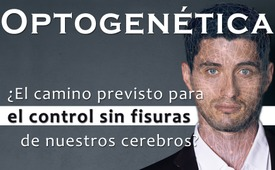 Optogenética
¿El camino previsto para
el control sin fisuras
de nuestros cerebros?